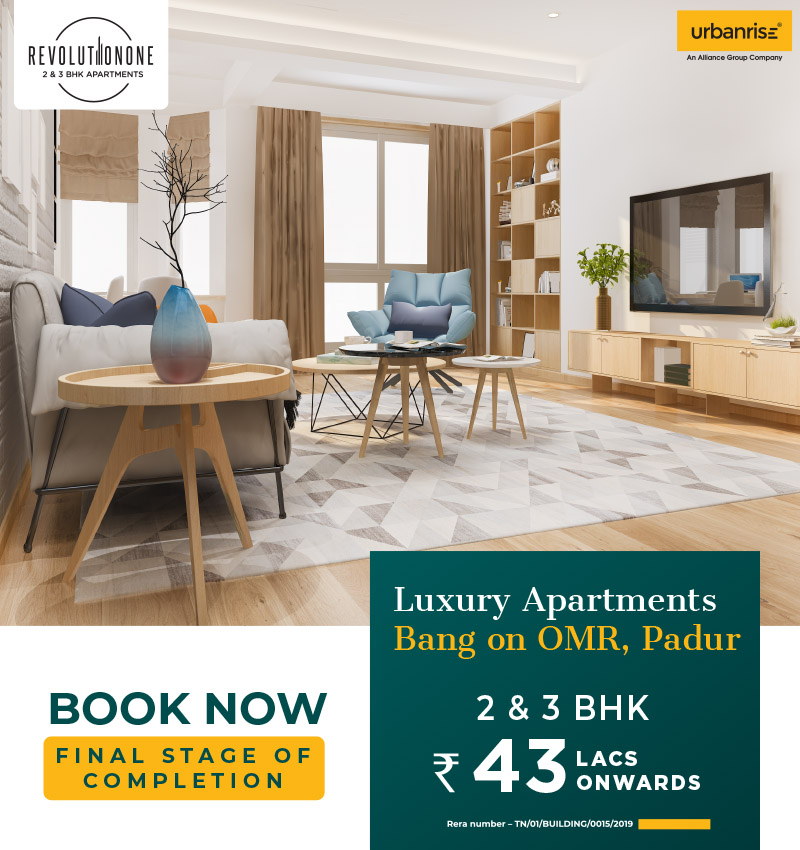 REVOLUTIONONE
2 & 3 BHK APARTMENTS
urbanrise®
An Alliance Group Company
Luxury Apartments
Bang on OMR, Padur
BOOK NOW
FINAL STAGE OF
COMPLETION
2 & 3 BHK
₹ 43 LACS
ONWARDS
Rera number – TN/01/BUILDING/0015/2019